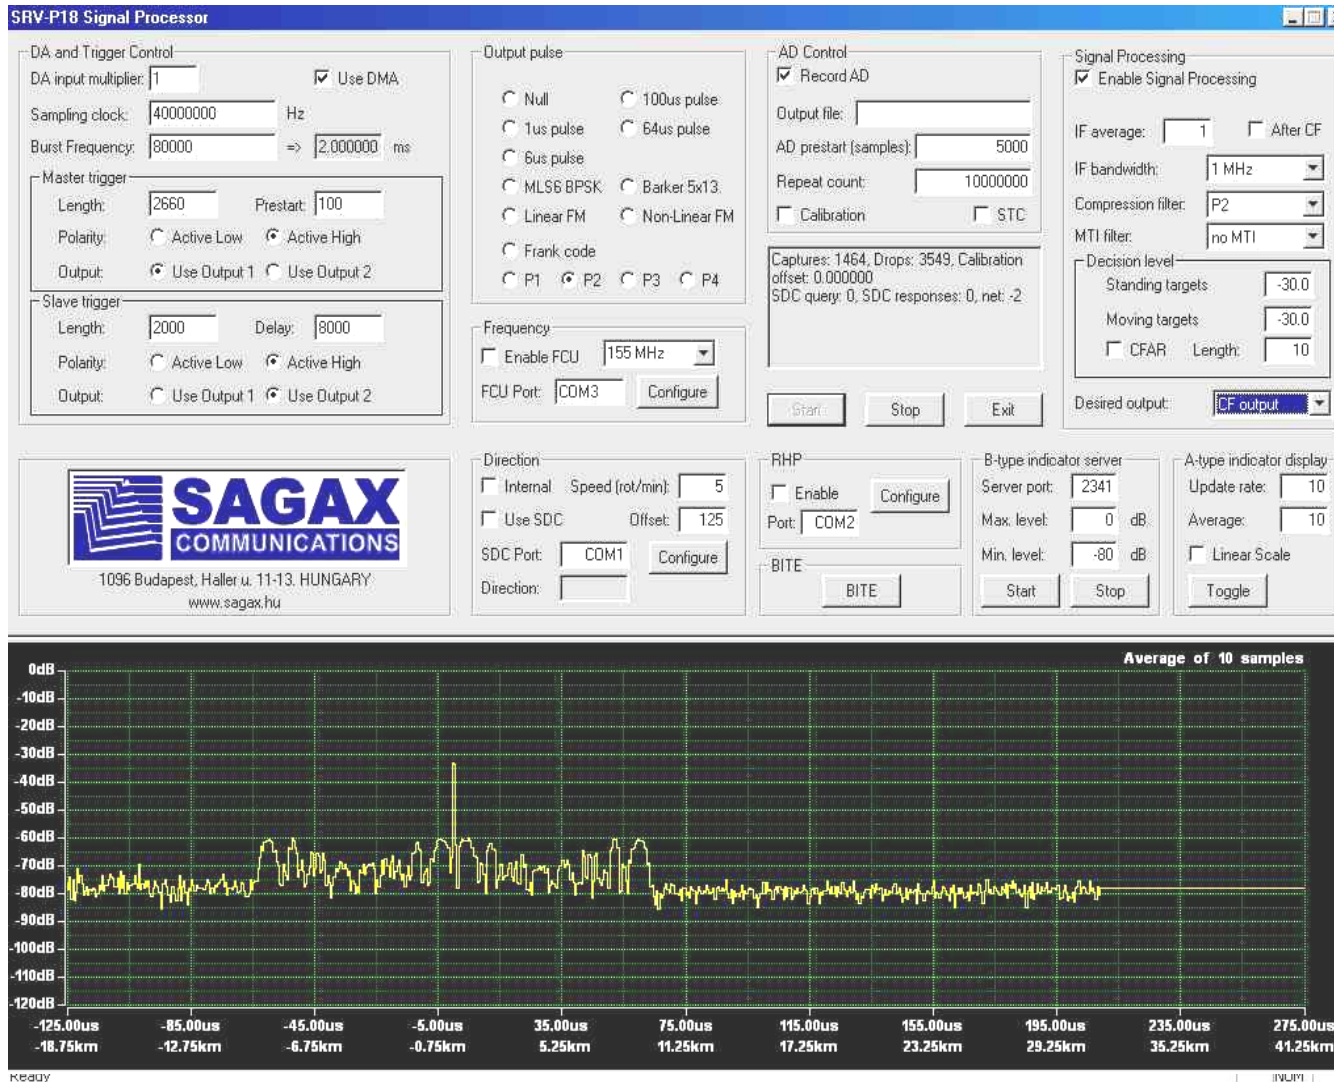 SRV-P18 Signal Processor
DA and Trigger Control
DA input multiplier: 1 Use DMA
Sampling clock: 40000000 Hz
Burst Frequency: 80000 => 2.000000 ms
Master trigger
Length: 2660 Prestart: 100
Polarity: Active Low Active High
Output: Use Output 1 Use Output 2
Slave trigger
Length: 2000 Delay: 8000
Polarity: Active Low Active High
Output: Use Output 1 Use Output 2
Output pulse
Null 100us pulse
1us pulse 64us pulse
6us pulse
MLS6 BPSK Barker 5x13
Linear FM Non-Linear FM
Frank code
P1 P2 P3 P4
Frequency
Enable FCU 155 MHz
FCU Port: COM3 Configure
AD Control
Record AD
Output file:
AD prestart (samples): 5000
Repeat count: 10000000
Calibration STC
Captures: 1464, Drops: 3549, Calibration
offset: 0.000000
SDC query: 0, SDC responses: 0, net: -2
Start Stop Exit
Signal Processing
Enable Signal Processing
IF average: 1 After CF
IF bandwidth: 1 MHz
Compression filter: P2
MTI filter: no MTI
Decision level
Standing targets -30.0
Moving targets -30.0
CFAR Length: 10
Desired output: CF output
SAGAX
COMMUNICATIONS
1096 Budapest, Haller u. 11-13. HUNGARY
www.sagax.hu
Direction
Internal Speed (rot/min): 5
Use SDC Offset: 125
SDC Port: COM1 Configure
Direction:
RHP
Enable Configure
Port: COM2
BITE
BITE
B-type indicator server
Server port: 2341
Max. level: 0 dB
Min. level: -80 dB
Start Stop
A-type indicator display
Update rate: 10
Average: 10
Linear Scale
Toggle
Average of 10 samples
0dB
-10dB
-20dB
-30dB
-40dB
-50dB
-60dB
-70dB
-80dB
-90dB
-100dB
-110dB
-120dB
-125.00us -85.00us -45.00us -5.00us 35.00us 75.00us 115.00us 155.00us 195.00us 235.00us 275.00us
-18.75km -12.75km -6.75km -0.75km 5.25km 11.25km 17.25km 23.25km 29.25km 35.25km 41.25km
Ready NUM